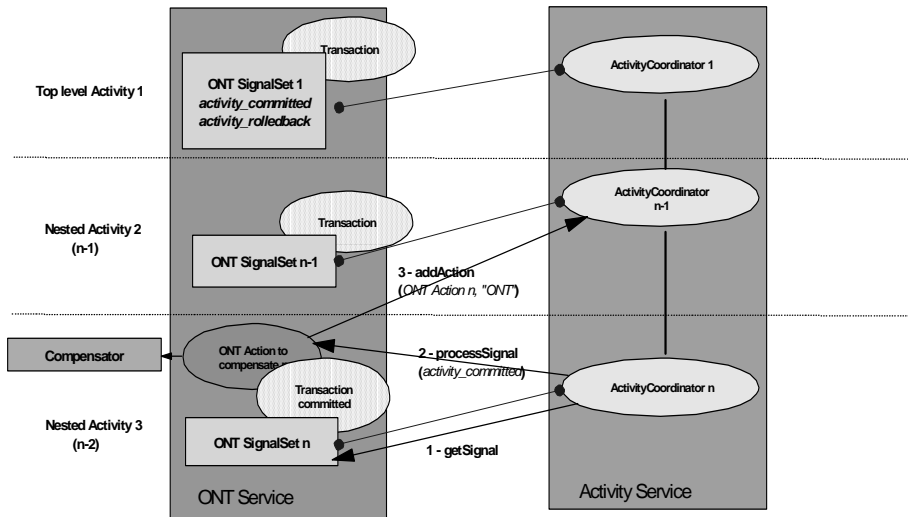 Transaction
ONT SignalSet 1
activity_committed
activity_rolledback
ActivityCoordinator 1
Top level Activity 1
Transaction
ActivityCoordinator
n-1
Nested Activity 2
(n-1)
ONT SignalSet n-1
3 - addAction
(ONT Action n, "ONT")
ONT Action to
compensate
Compensator
2 - processSignal
(activity_committed)
Transaction
committed
ActivityCoordinator n
Nested Activity 3
(n-2)
ONT SignalSet n
1 - getSignal
ONT Service
Activity Service